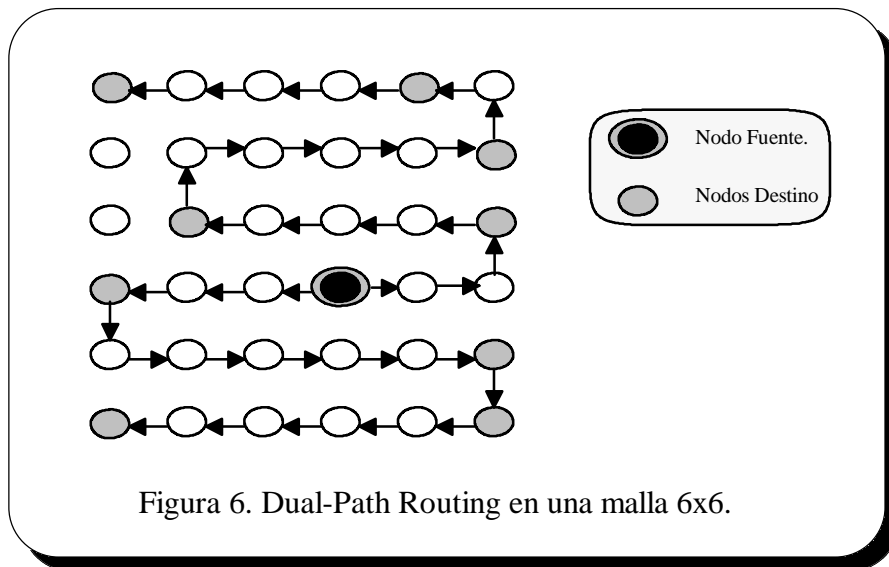 Nodo Fuente.
Nodos Destino
Figura 6. Dual-Path Routing en una malla 6x6.